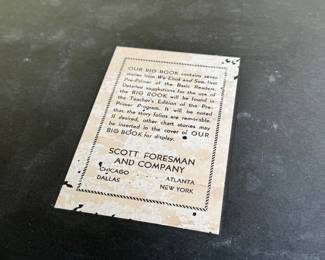 OUR BIG BOOK contains seven
stories from We Look and See, first
Pre-Primer of the Basic Readers.
Detailed suggestions for the use of
the BIG BOOK will be found in
the Teacher's Edition of the Pre-
Primer Program. It will be noted
that the story folios are removable.
If desired, other chart stories may
be inserted in the cover of OUR
BIG BOOK for display.
SCOTT FORESMAN
AND COMPANY
CHICAGO ATLANTA
DALLAS NEW YORK